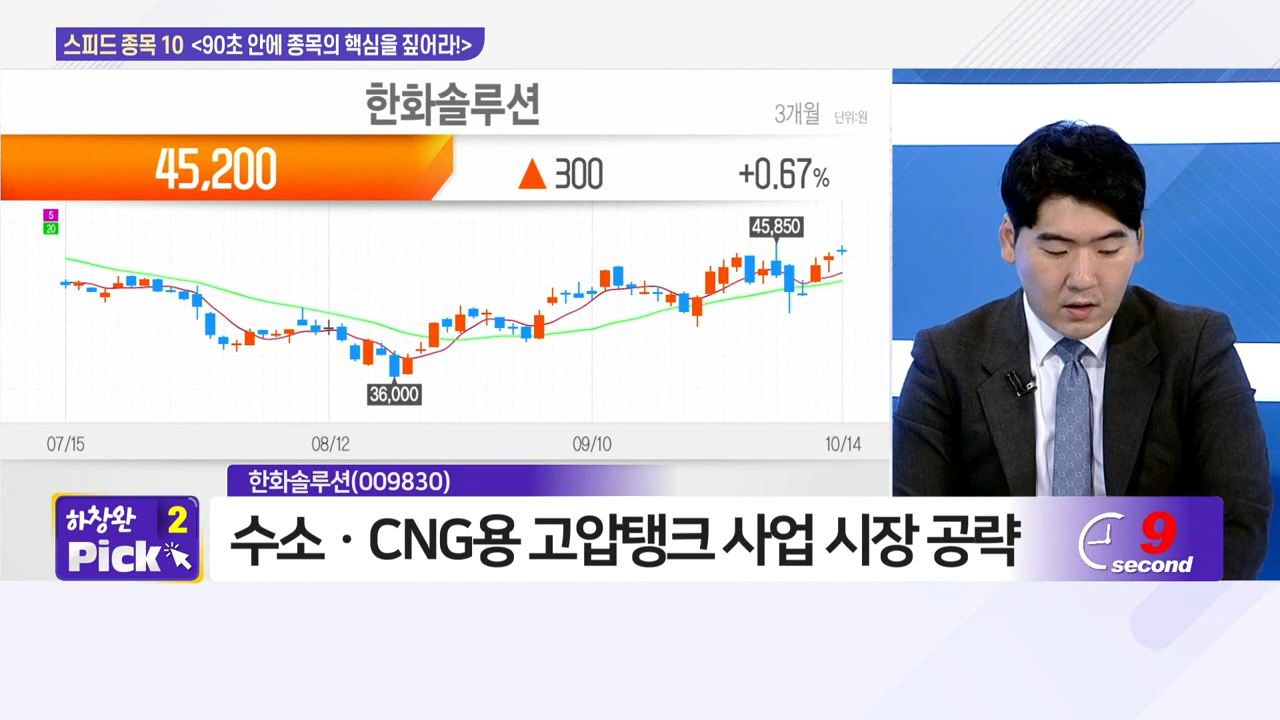 스피드 종목 10 <90초 안에 종목의 핵심을 짚어라!>
한화솔루션
3개월 단위:원
45,200 ▲ 300 +0.67%
5
20
45,850
36,000
07/15 08/12 09/10 10/14
한화솔루션(009830)
하창완 2
Pick
수소 · CNG용 고압탱크 사업 시장 공략
9
second